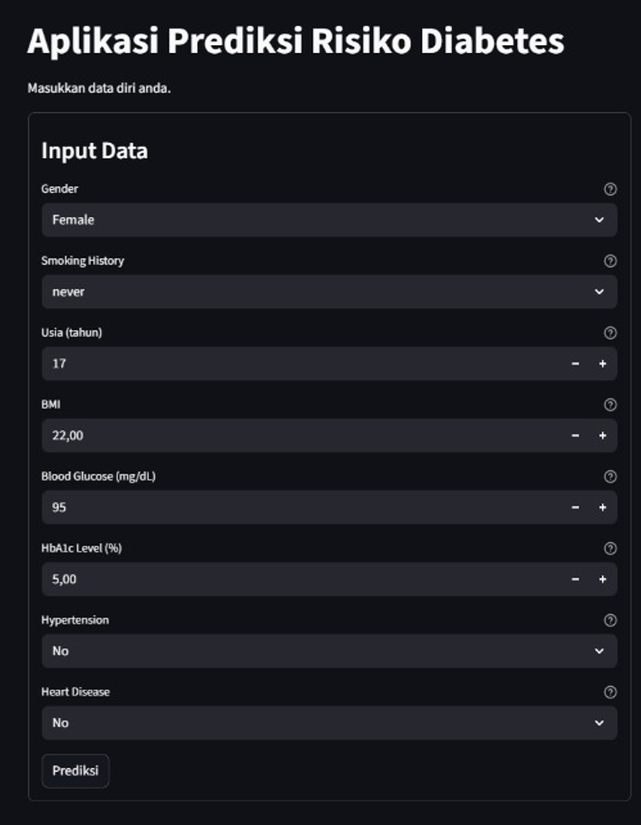 Aplikasi Prediksi Risiko Diabetes
Masukkan data diri anda.
Input Data
Gender
Female
Smoking History
never
Usia (tahun)
17
BMI
22,00
Blood Glucose (mg/dL)
95
HbA1c Level (%)
5,00
Hypertension
No
Heart Disease
No
Prediksi